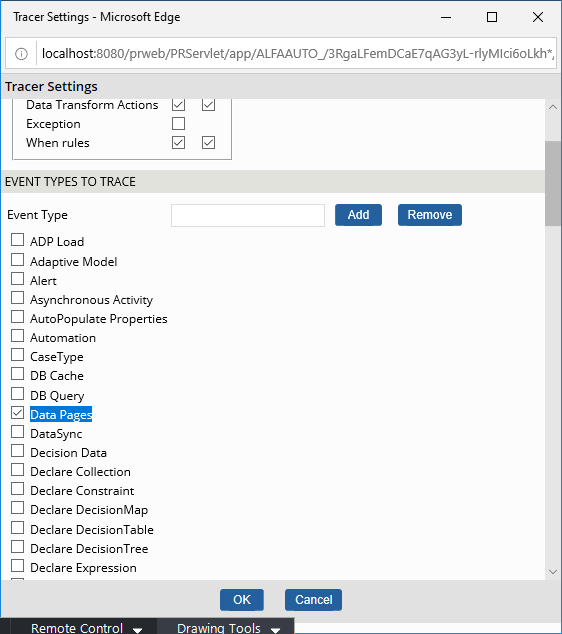 Tracer Settings - Microsoft Edge
localhost:8080/prweb/PRServlet/app/ALFAAUTO_/3RgaLFemDCaE7qAG3yL-rlyMIci6oLkh*
Tracer Settings
Data Transform Actions
Exception
When rules
EVENT TYPES TO TRACE
Event Type Add Remove
ADP Load
Adaptive Model
Alert
Asynchronous Activity
AutoPopulate Properties
Automation
CaseType
DB Cache
DB Query
Data Pages
DataSync
Decision Data
Declare Collection
Declare Constraint
Declare DecisionMap
Declare DecisionTable
Declare DecisionTree
Declare Expression
OK Cancel
Remote Control Drawing Tools